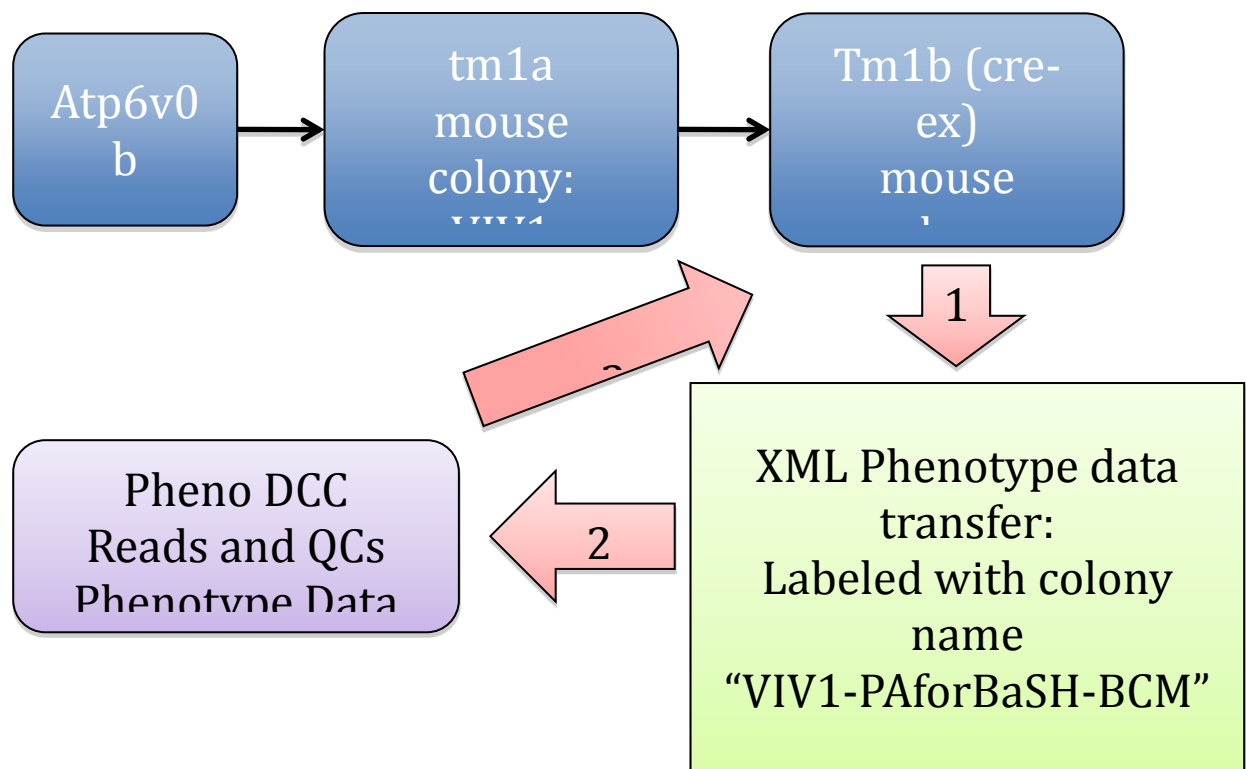 Atp6v0
b
tm1a
mouse
colony:
VIV1
Tm1b (cre-
ex)
mouse
1
2
XML Phenotype data
transfer:
Labeled with colony
name
“VIV1-PAforBaSH-BCM”
Pheno DCC
Reads and QCs
Phenotype Data